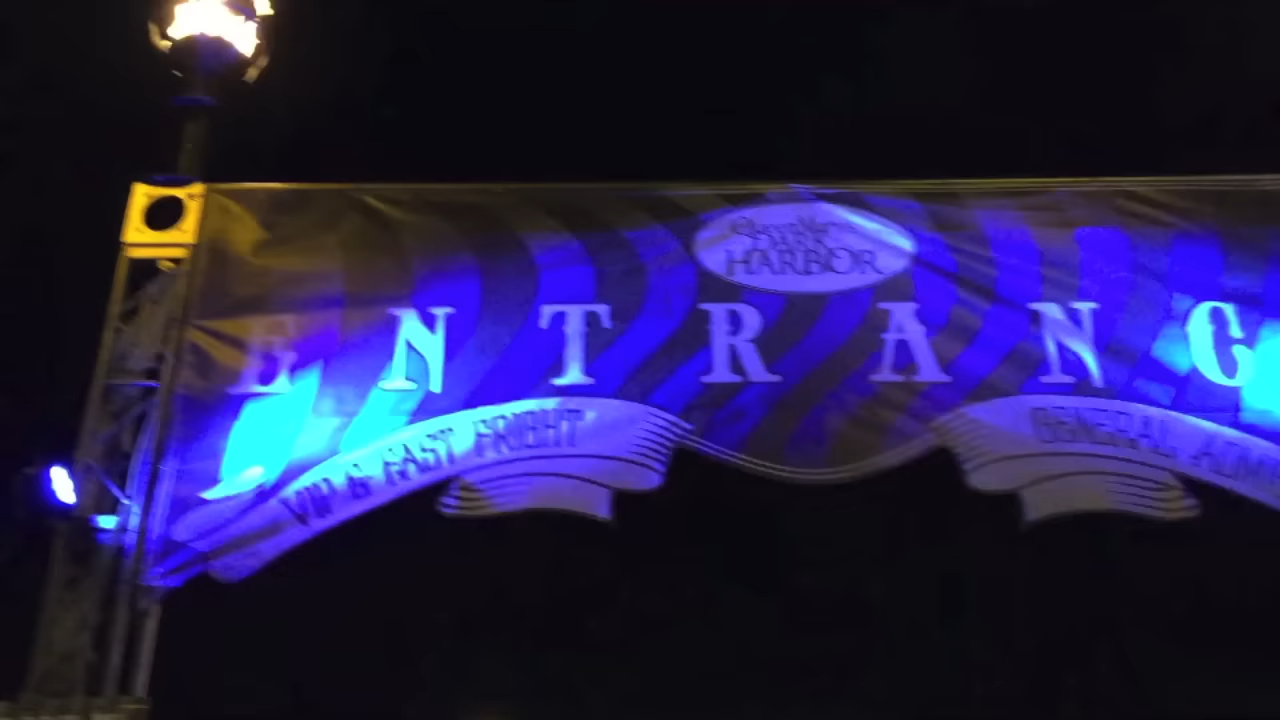 DARK
HARBOR
ENTRANC
VIP & FAST FRIGHT
GENERAL ADM